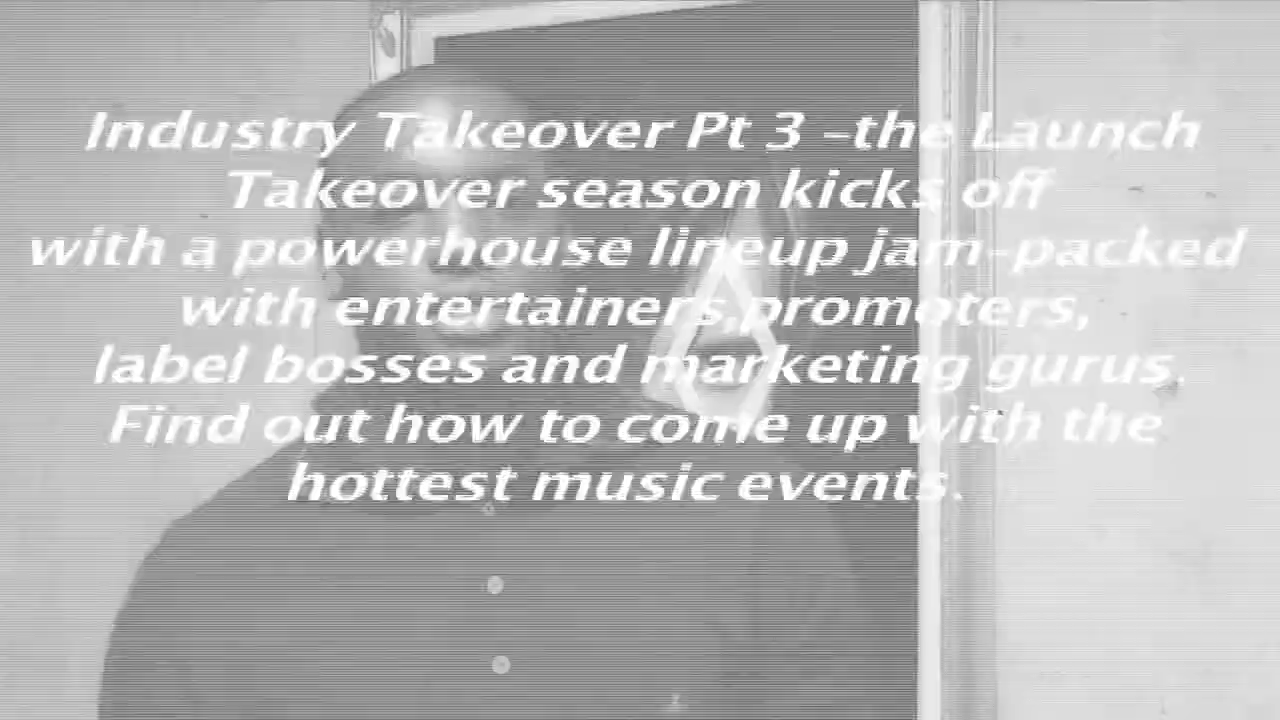 Industry Takeover Pt 3 -the Launch
Takeover season kicks off
with a powerhouse lineup jam-packed
with entertainers,promoters,
label bosses and marketing gurus.
Find out how to come up with the
hottest music events.